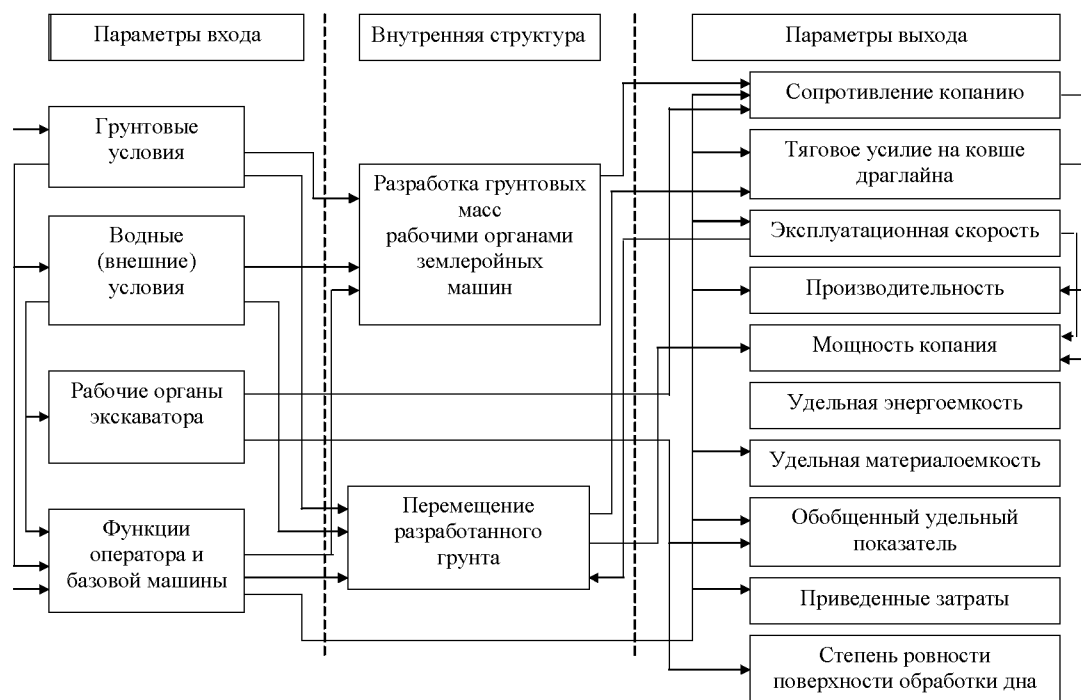 Параметры входа
Внутренняя структура
Параметры выхода
Грунтовые
условия
Водные
(внешние)
условия
Рабочие органы
экскаватора
Функции
оператора и
базовой машины
Разработка грунтовых
масс
рабочими органами
землеройных
машин
Перемещение
разработанного
грунта
Сопротивление копанию
Тяговое усилие на ковше
драглайна
Эксплуатационная скорость
Производительность
Мощность копания
Удельная энергоемкость
Удельная материалоемкость
Обобщенный удельный
показатель
Приведенные затраты
Степень ровности
поверхности обработки дна